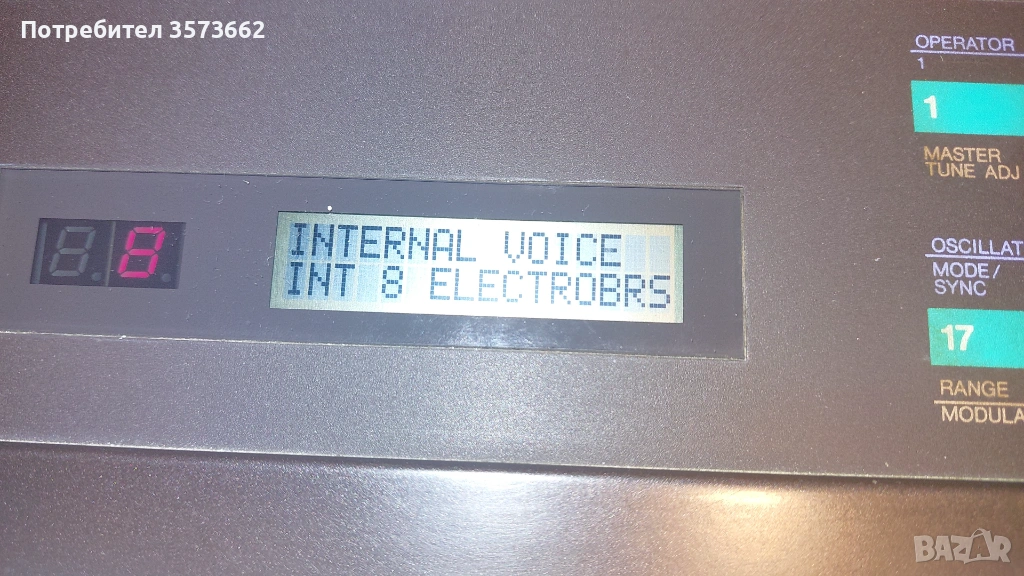 Потребител 3573662
OPERATOR
1
1
MASTER
TUNE ADJ
8
INTERNAL VOICE
INT 8 ELECTROBRS
OSCILLAT
MODE/
SYNC
17
RANGE
MODULA
BAZAR